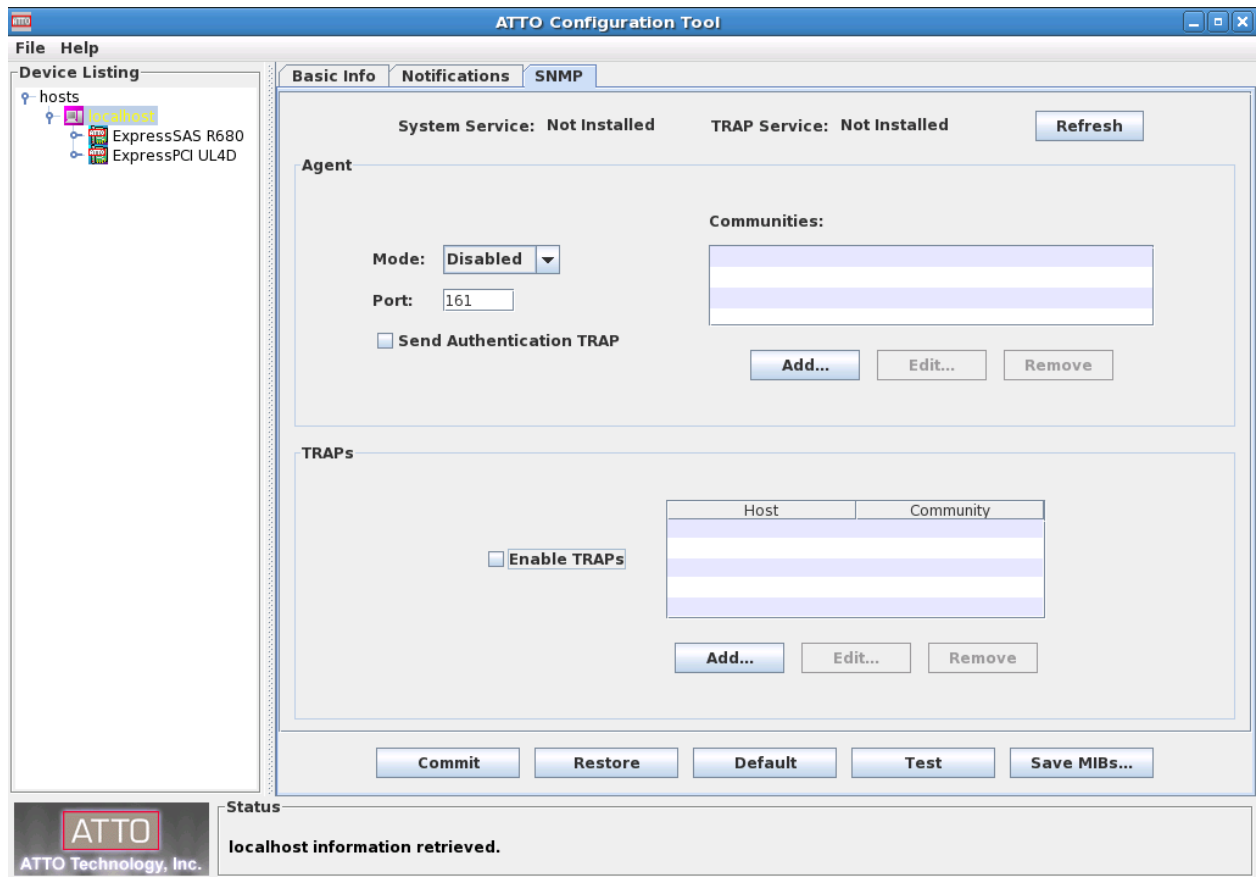 ATTO
ATTO Configuration Tool
File Help
Device Listing
hosts
localhost
ExpressSAS R680
ExpressPCI UL4D
Basic Info Notifications SNMP
System Service: Not Installed TRAP Service: Not Installed Refresh
Agent
Communities:
Mode: Disabled
Port: 161
Send Authentication TRAP
Add... Edit... Remove
TRAPs
Host Community
Enable TRAPs
Add... Edit... Remove
Commit Restore Default Test Save MIBs...
ATTO
ATTO Technology, Inc.
Status
localhost information retrieved.